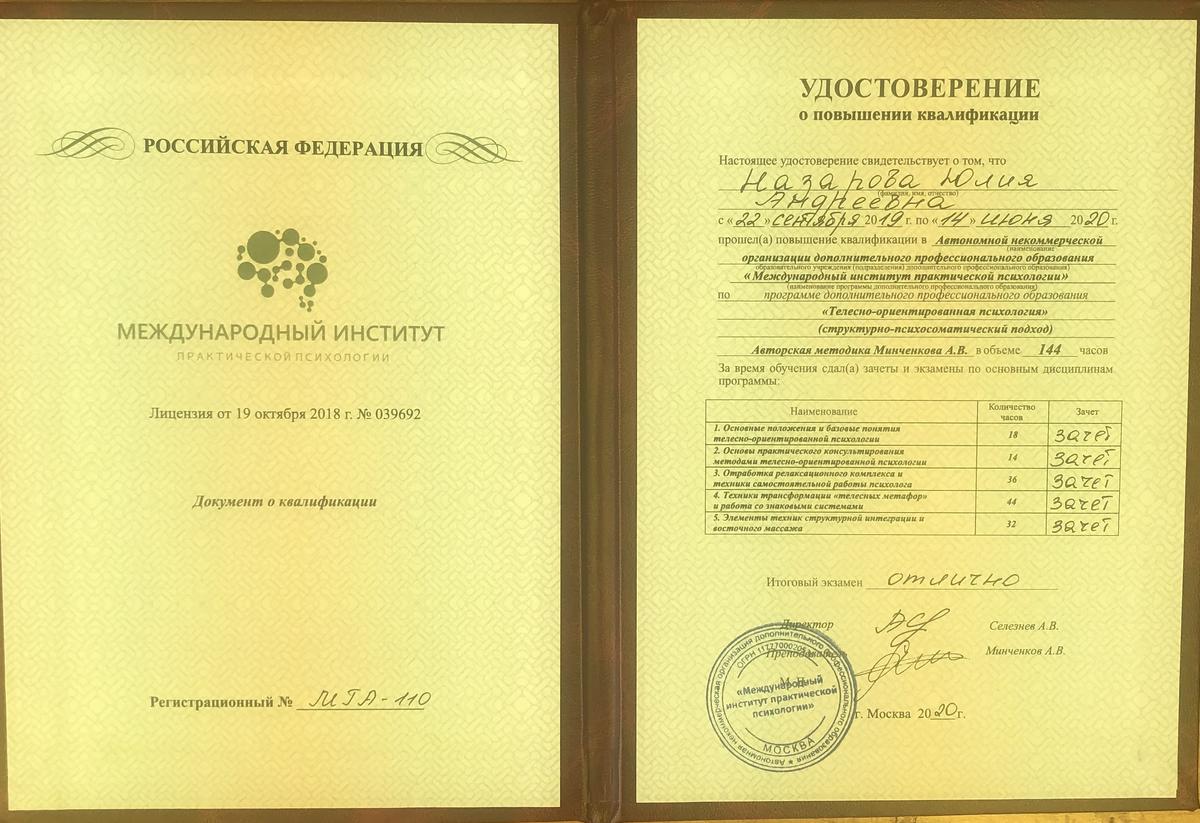 РОССИЙСКАЯ ФЕДЕРАЦИЯ
МЕЖДУНАРОДНЫЙ ИНСТИТУТ
ПРАКТИЧЕСКОЙ ПСИХОЛОГИИ
Лицензия от 19 октября 2018 г. № 039692
Документ о квалификации
Регистрационный № МТА-110
УДОСТОВЕРЕНИЕ
о повышении квалификации
Настоящее удостоверение свидетельствует о том, что
Назарова Юлия
(фамилия, имя, отчество)
Андреевна
с «22» сентября 2019 г. по «14» июня 2020 г.
прошел(а) повышение квалификации в Автономной некоммерческой
(наименование
организации дополнительного профессионального образования
образовательного учреждения (подразделения) дополнительного профессионального образования)
«Международный институт практической психологии»
(наименование программы дополнительного профессионального образования)
по программе дополнительного профессионального образования
«Телесно-ориентированная психология»
(структурно-психосоматический подход)
Авторская методика Минченкова А.В. в объеме 144 часов
За время обучения сдал(а) зачеты и экзамены по основным дисциплинам
программы:
Наименование Количество часов Зачет
1. Основные положения и базовые понятия
телесно-ориентированной психологии 18 зачет
2. Основы практического консультирования
методами телесно-ориентированной психологии 14 зачет
3. Отработка релаксационного комплекса и
техники самостоятельной работы психолога 36 зачет
4. Техники трансформации «телесных метафор»
и работа со знаковыми системами 44 зачет
5. Элементы техник структурной интеграции и
восточного массажа 32 зачет
Итоговый экзамен отлично
Директор Селезнев А.В.
Преподаватель Минченков А.В.
М.П.
г. Москва 2020 г.
Автономная некоммерческая организация дополнительного профессионального образования
«Международный
институт практической
психологии»
МОСКВА